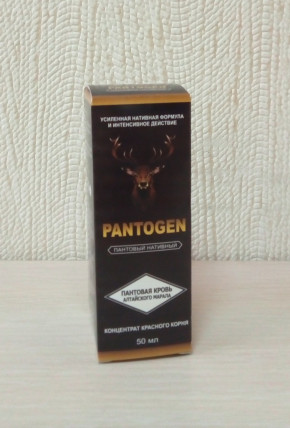 УСИЛЕННАЯ НАТИВНАЯ ФОРМУЛА
И ИНТЕНСИВНОЕ ДЕЙСТВИЕ
PANTOGEN
ПАНТОВЫЙ НАТИВНЫЙ
ПАНТОВАЯ КРОВЬ
АЛТАЙСКОГО МАРАЛА
КОНЦЕНТРАТ КРАСНОГО КОРНЯ
50 мл